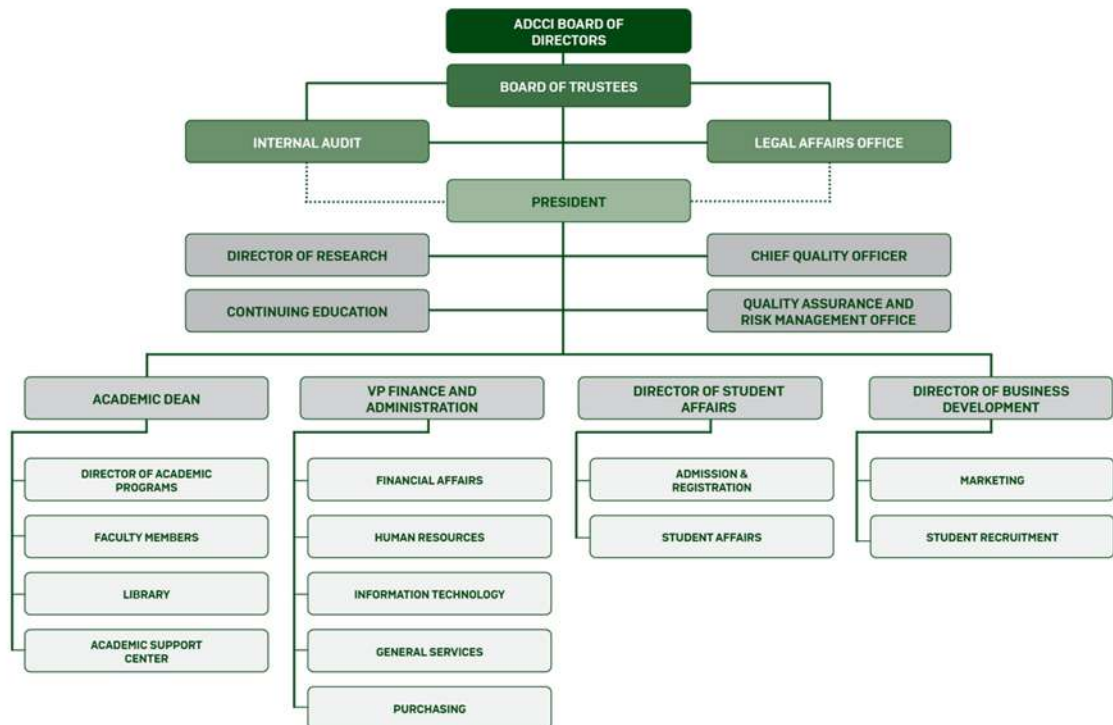 ADCCI BOARD OF
DIRECTORS
BOARD OF TRUSTEES
INTERNAL AUDIT
LEGAL AFFAIRS OFFICE
PRESIDENT
DIRECTOR OF RESEARCH
CHIEF QUALITY OFFICER
CONTINUING EDUCATION
QUALITY ASSURANCE AND
RISK MANAGEMENT OFFICE
ACADEMIC DEAN
VP FINANCE AND
ADMINISTRATION
DIRECTOR OF STUDENT
AFFAIRS
DIRECTOR OF BUSINESS
DEVELOPMENT
DIRECTOR OF ACADEMIC
PROGRAMS
FACULTY MEMBERS
LIBRARY
ACADEMIC SUPPORT
CENTER
FINANCIAL AFFAIRS
HUMAN RESOURCES
INFORMATION TECHNOLOGY
GENERAL SERVICES
PURCHASING
ADMISSION &
REGISTRATION
STUDENT AFFAIRS
MARKETING
STUDENT RECRUITMENT